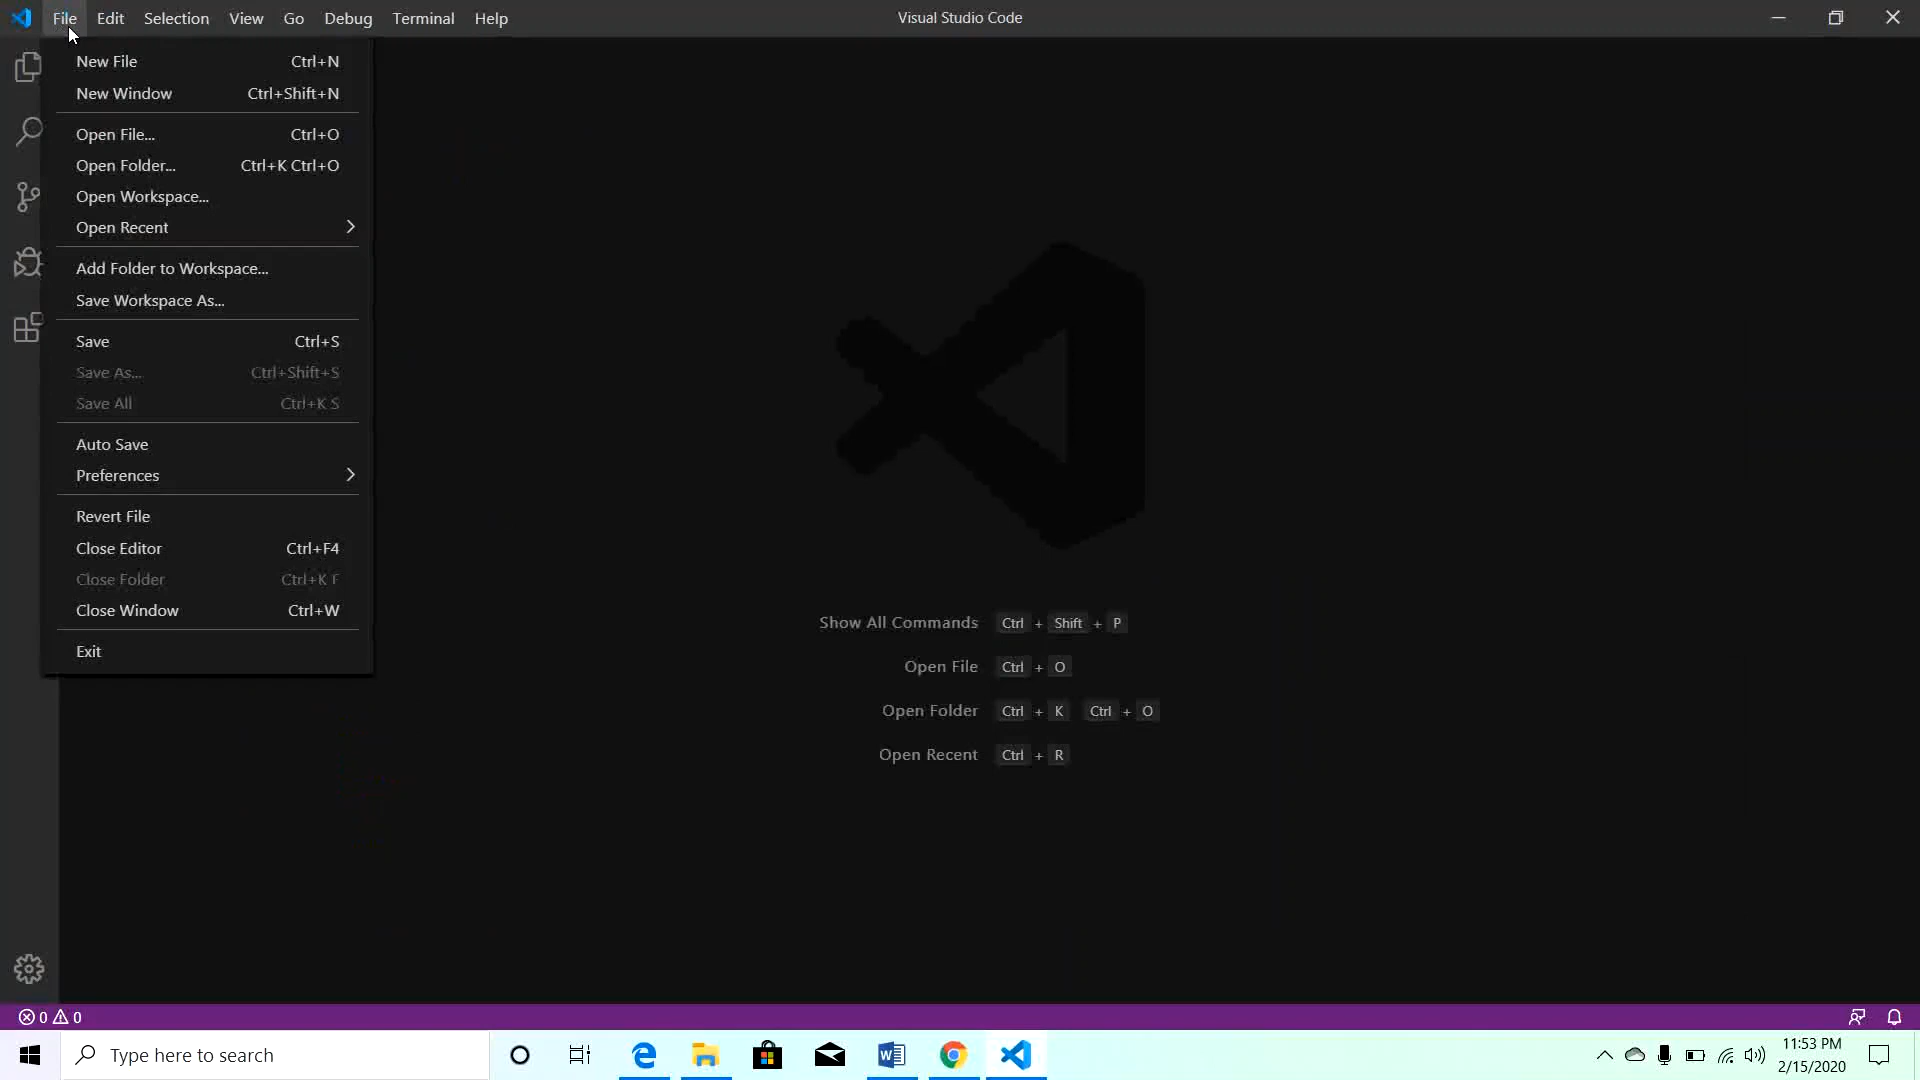 File Edit Selection View Go Debug Terminal Help
Visual Studio Code
New File Ctrl+N
New Window Ctrl+Shift+N
Open File... Ctrl+O
Open Folder... Ctrl+K Ctrl+O
Open Workspace...
Open Recent
Add Folder to Workspace...
Save Workspace As...
Save Ctrl+S
Save As... Ctrl+Shift+S
Save All Ctrl+K S
Auto Save
Preferences
Revert File
Close Editor Ctrl+F4
Close Folder Ctrl+K F
Close Window Ctrl+W
Exit
Show All Commands Ctrl + Shift + P
Open File Ctrl + O
Open Folder Ctrl + K Ctrl + O
Open Recent Ctrl + R
0 0
Type here to search
11:53 PM
2/15/2020